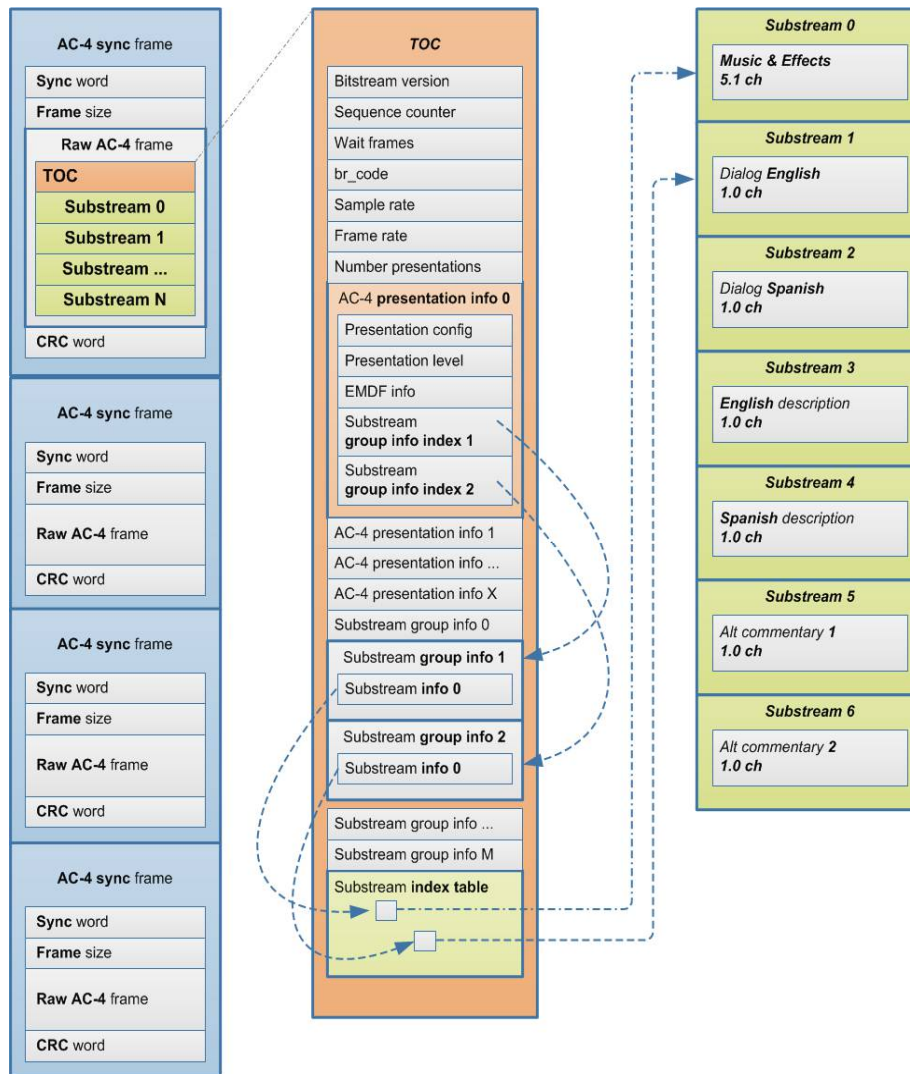 AC-4 sync frame
Sync word
Frame size
Raw AC-4 frame
TOC
Substream 0
Substream 1
Substream ...
Substream N
CRC word
AC-4 sync frame
Sync word
Frame size
Raw AC-4 frame
CRC word
AC-4 sync frame
Sync word
Frame size
Raw AC-4 frame
CRC word
AC-4 sync frame
Sync word
Frame size
Raw AC-4 frame
CRC word
TOC
Bitstream version
Sequence counter
Wait frames
br_code
Sample rate
Frame rate
Number presentations
AC-4 presentation info 0
Presentation config
Presentation level
EMDF info
Substream
group info index 1
Substream
group info index 2
AC-4 presentation info 1
AC-4 presentation info ...
AC-4 presentation info X
Substream group info 0
Substream group info 1
Substream info 0
Substream group info 2
Substream info 0
Substream group info ...
Substream group info M
Substream index table
Substream 0
Music & Effects
5.1 ch
Substream 1
Dialog English
1.0 ch
Substream 2
Dialog Spanish
1.0 ch
Substream 3
English description
1.0 ch
Substream 4
Spanish description
1.0 ch
Substream 5
Alt commentary 1
1.0 ch
Substream 6
Alt commentary 2
1.0 ch